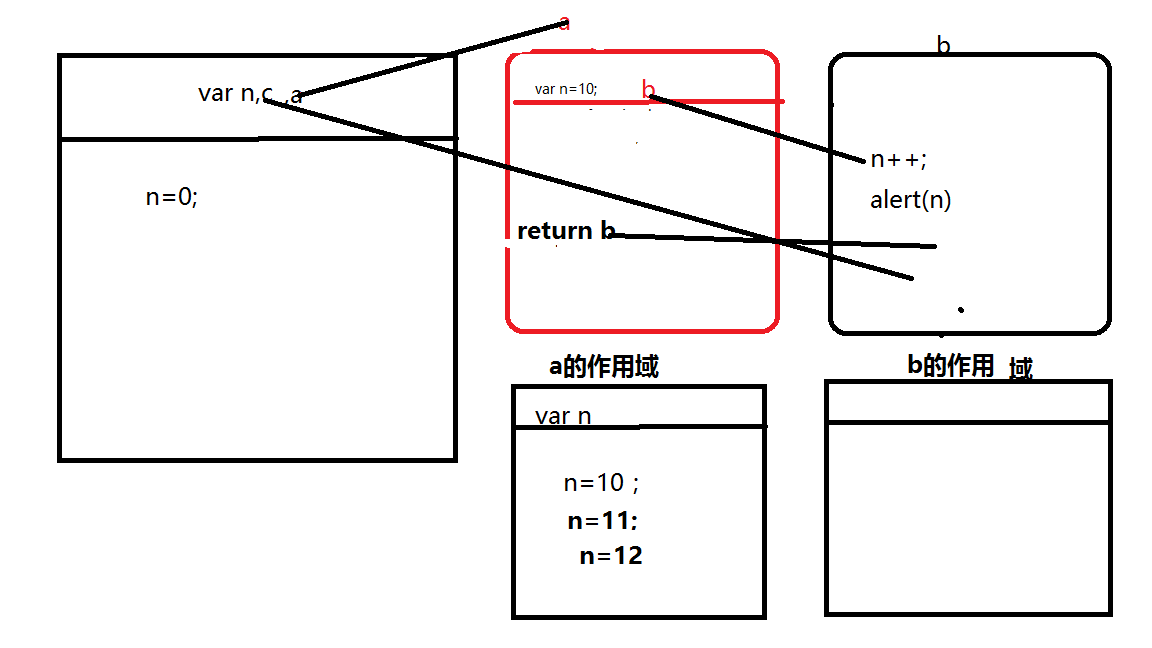 a
b
var n,c ,a
var n=10; b
n++;
n=0;
alert(n)
return b
a的作用域
b的作用 域
var n
n=10 ;
n=11;
n=12